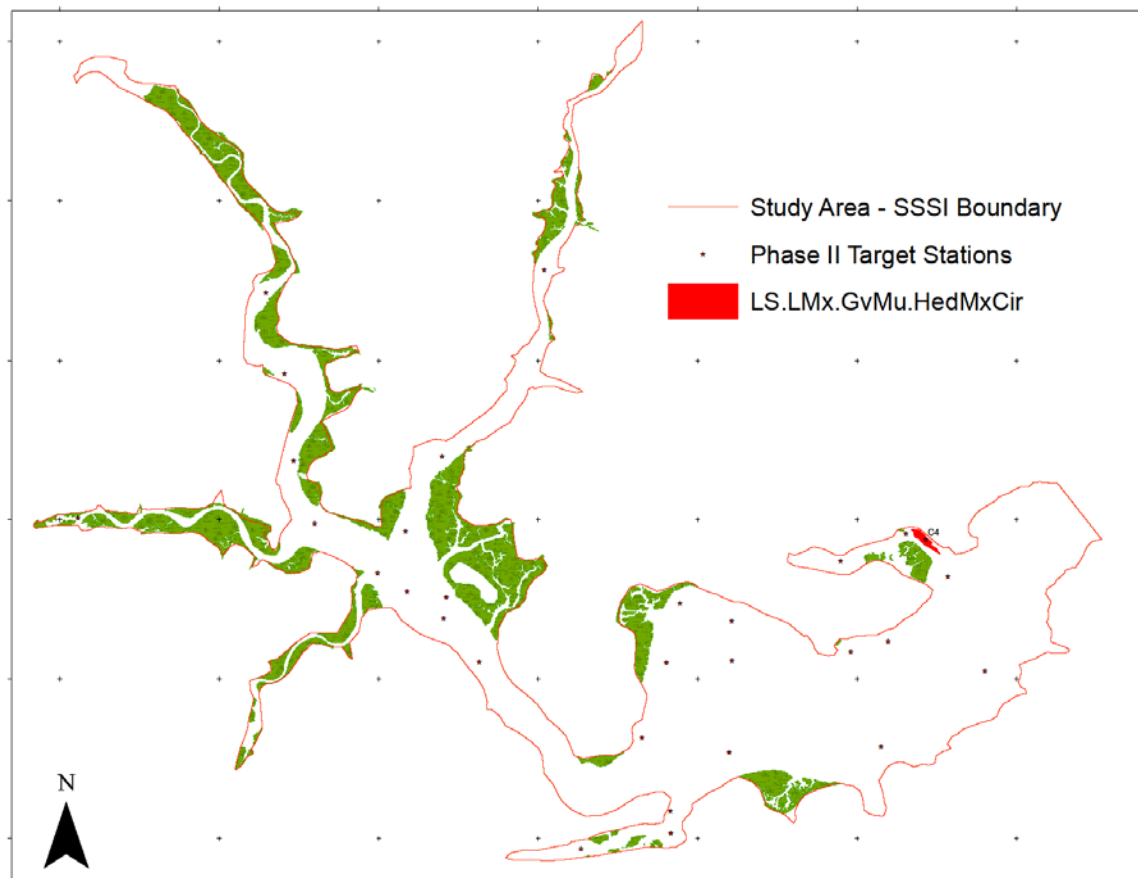 Study Area - SSSI Boundary
Phase II Target Stations
LS.LMx.GvMu.HedMxCir
C4
N